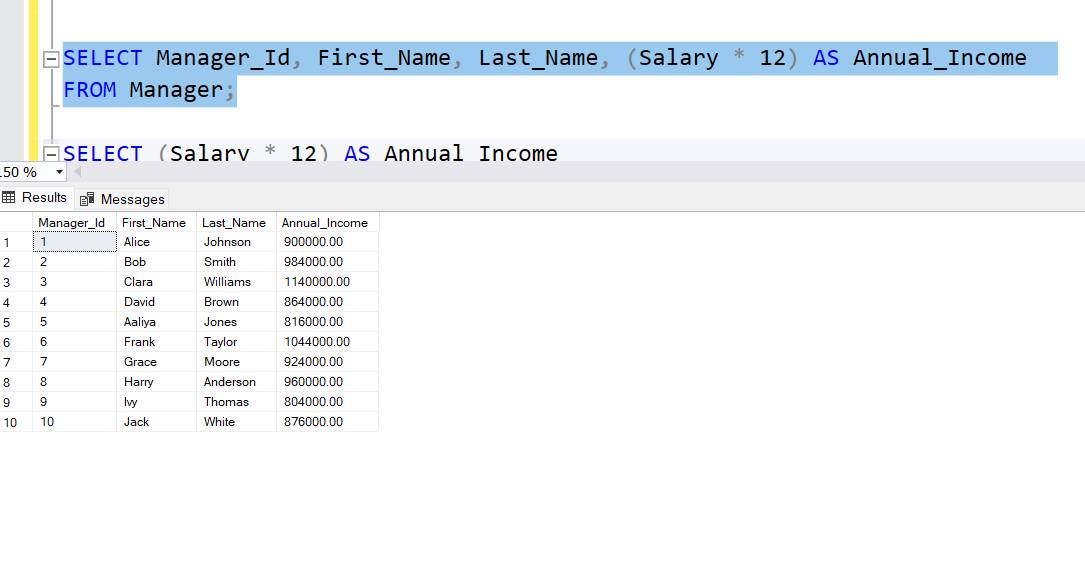 SELECT Manager_Id, First_Name, Last_Name, (Salary * 12) AS Annual_Income
FROM Manager;
SELECT (Salary * 12) AS Annual Income
150 %
Results Messages
Manager_Id First_Name Last_Name Annual_Income
1 1 Alice Johnson 900000.00
2 2 Bob Smith 984000.00
3 3 Clara Williams 1140000.00
4 4 David Brown 864000.00
5 5 Aaliya Jones 816000.00
6 6 Frank Taylor 1044000.00
7 7 Grace Moore 924000.00
8 8 Harry Anderson 960000.00
9 9 Ivy Thomas 804000.00
10 10 Jack White 876000.00